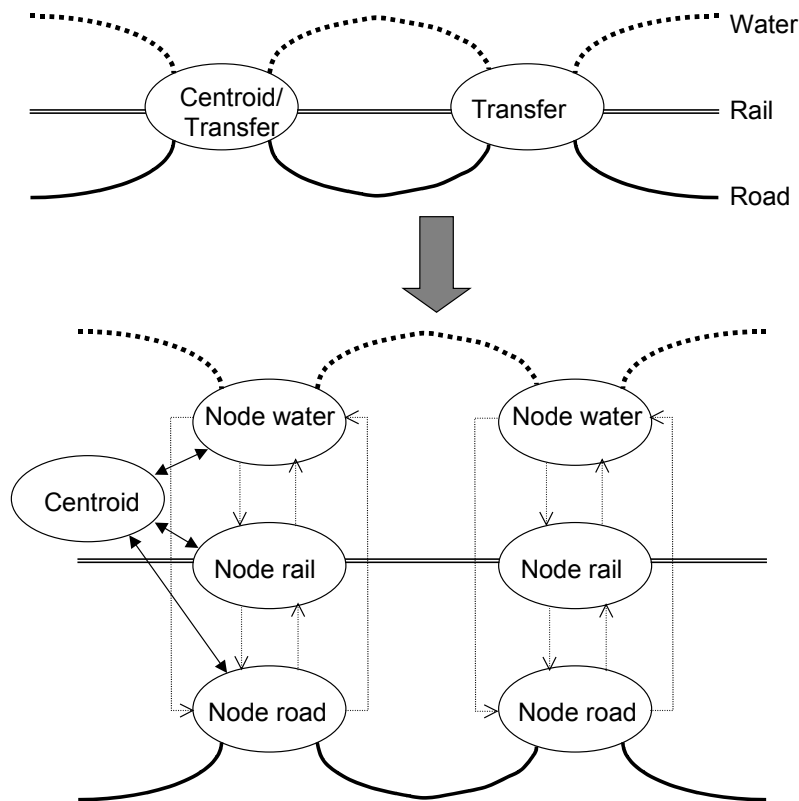 Water
Centroid/
Transfer
Transfer
Rail
Road
Node water
Node water
Centroid
Node rail
Node rail
Node road
Node road